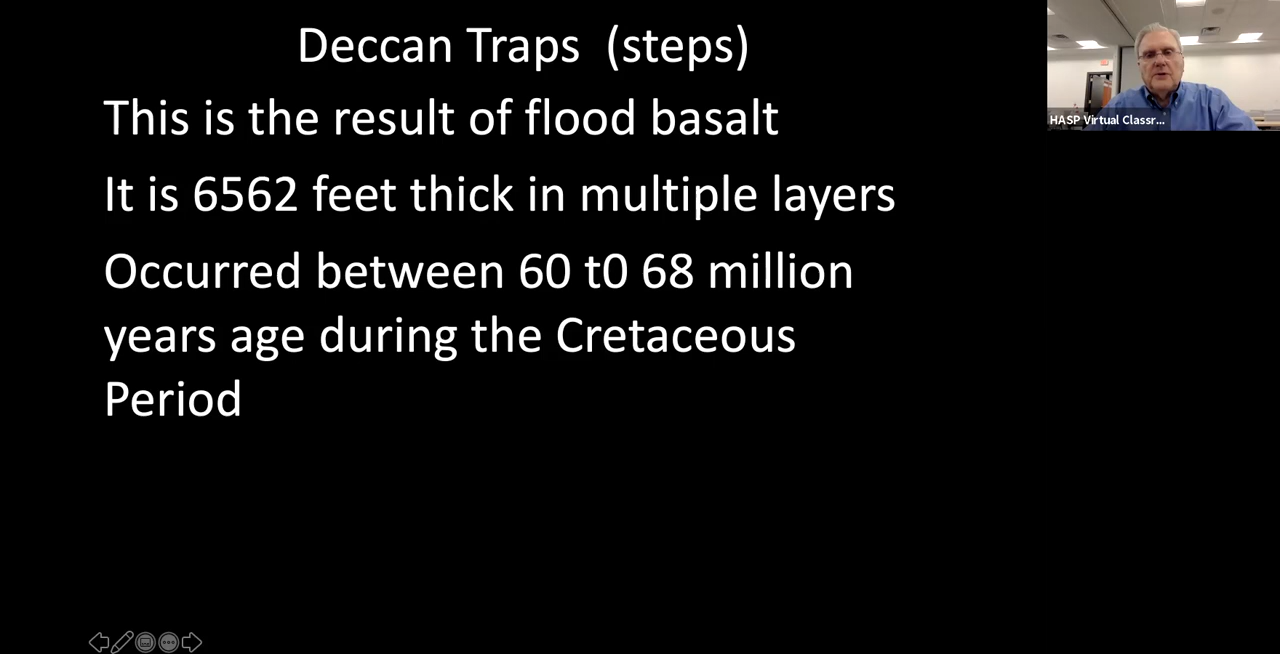 Deccan Traps (steps)
This is the result of flood basalt
It is 6562 feet thick in multiple layers
Occurred between 60 t0 68 million
years age during the Cretaceous
Period
HASP Virtual Classr...